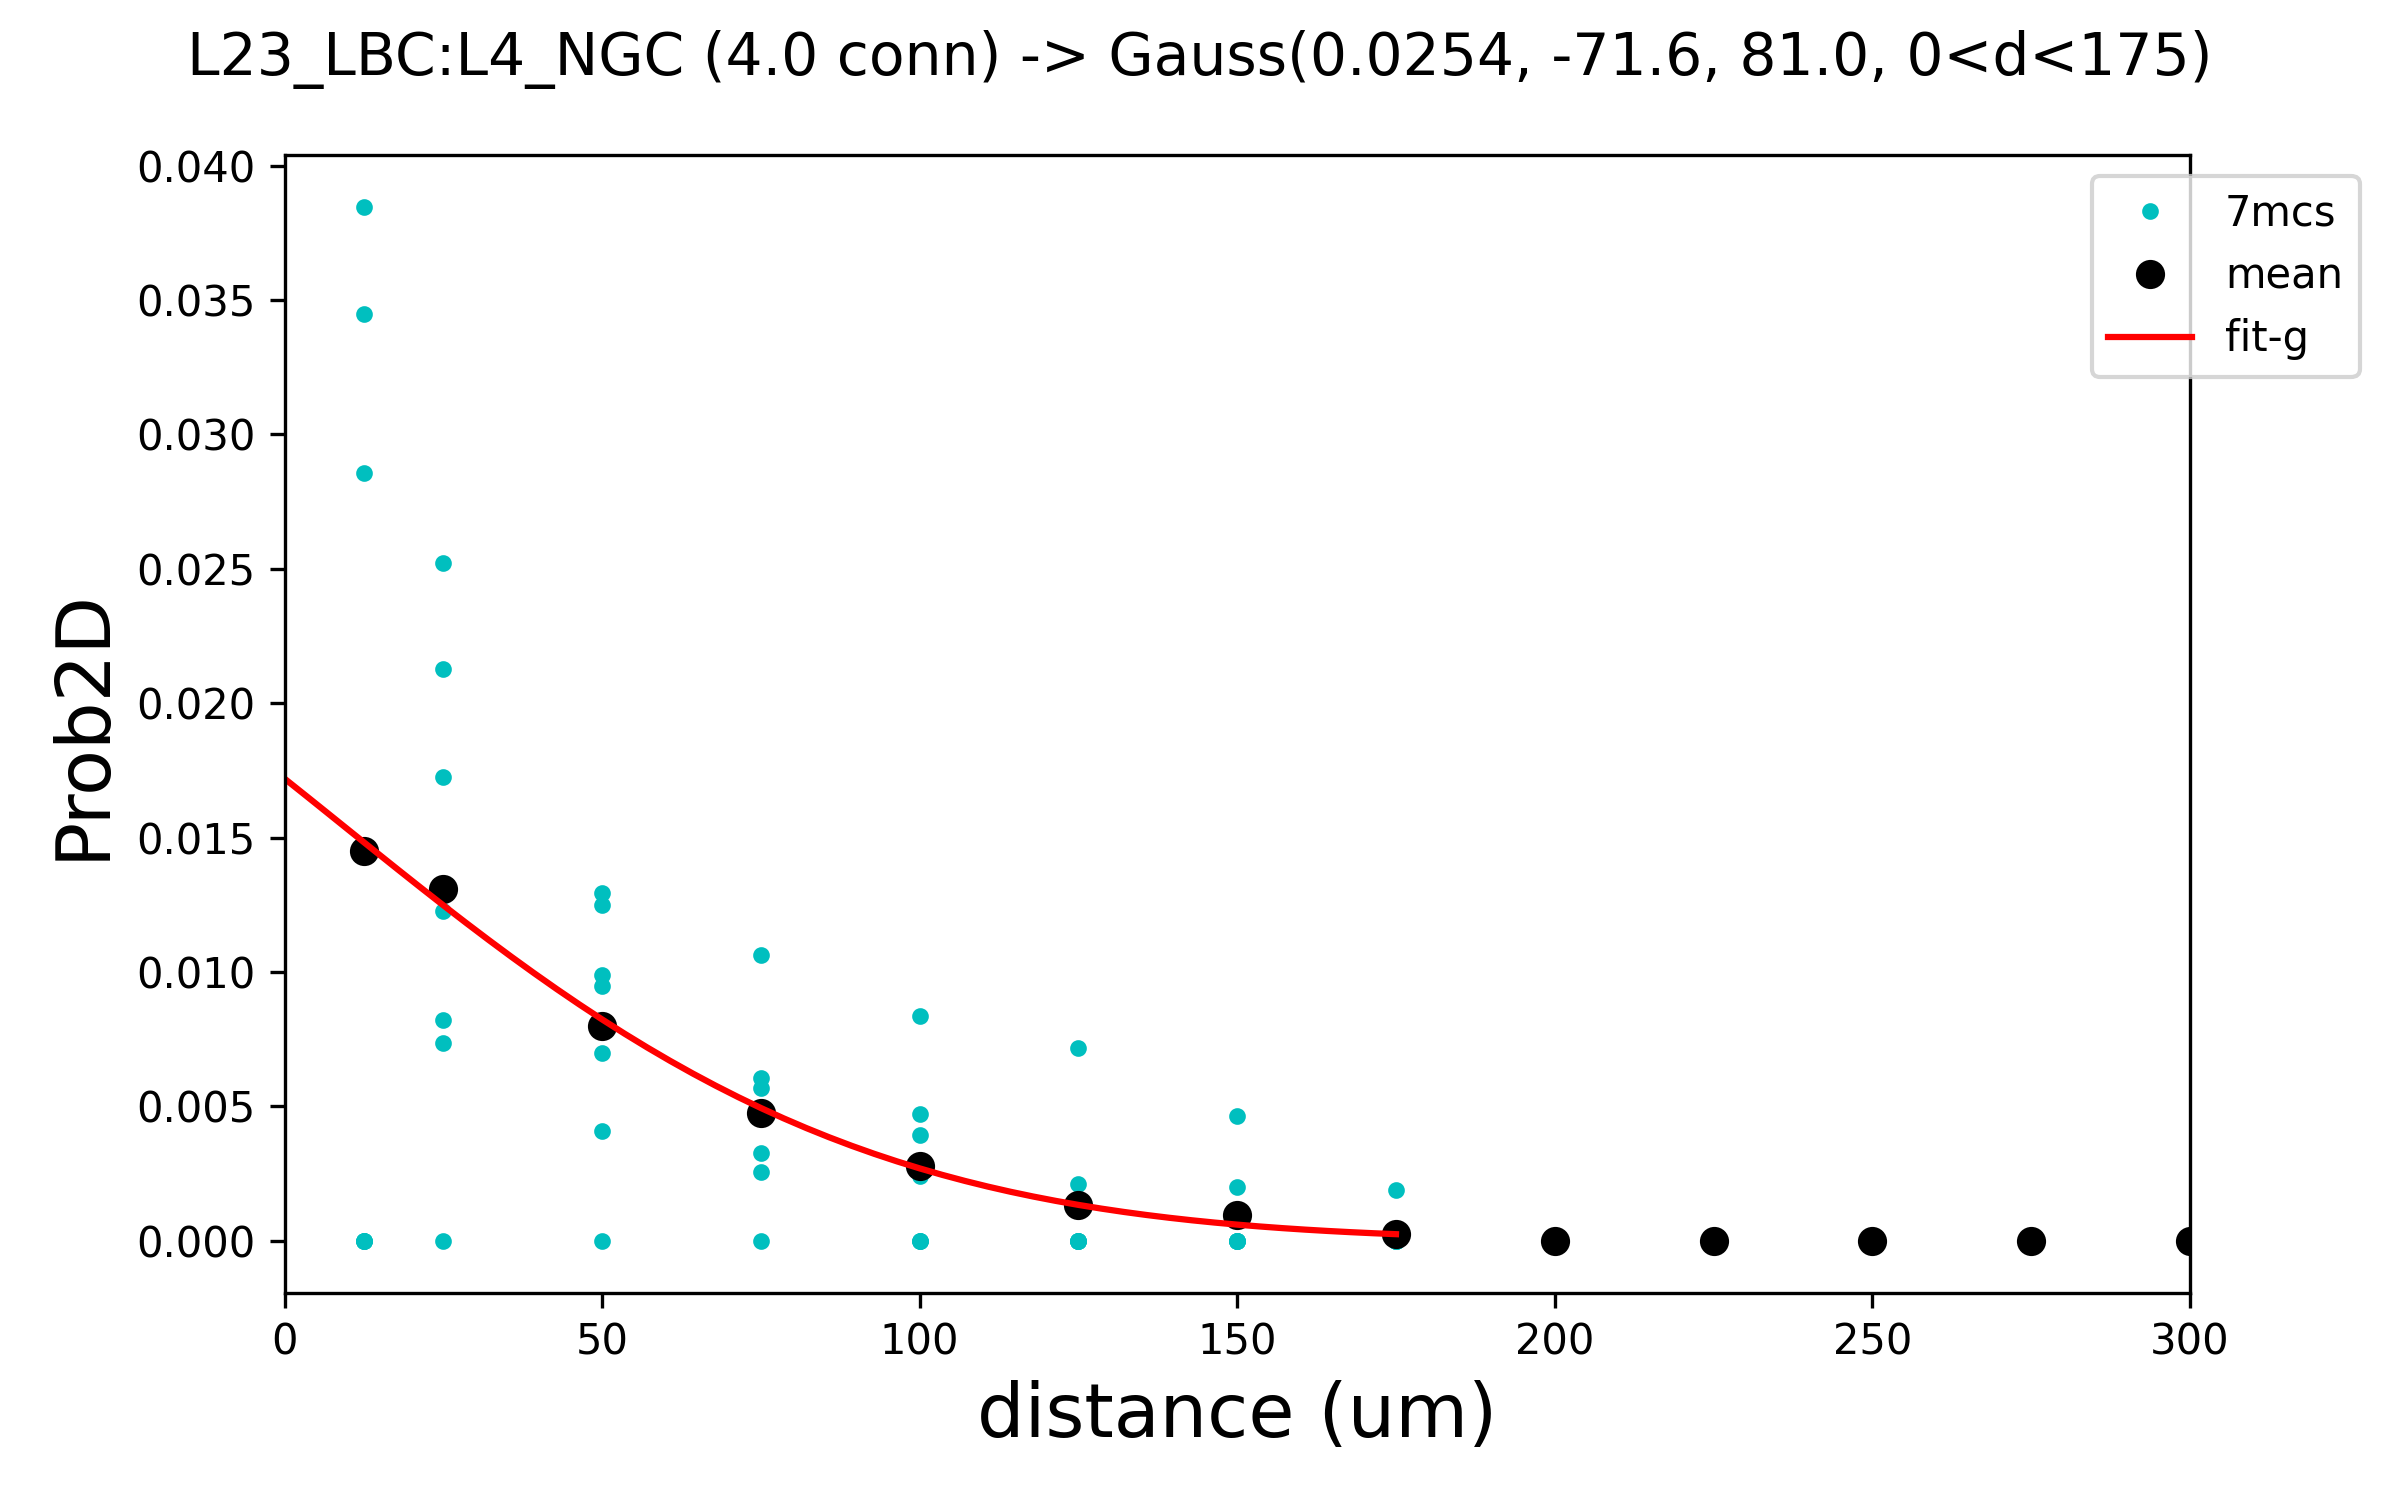 L23_LBC:L4_NGC (4.0 conn) -> Gauss(0.0254, -71.6, 81.0, 0<d<175)
0.040
0.035
0.030
0.025
0.020
0.015
0.010
0.005
0.000
Prob2D
7mcs
mean
fit-g
0 50 100 150 200 250 300
distance (um)